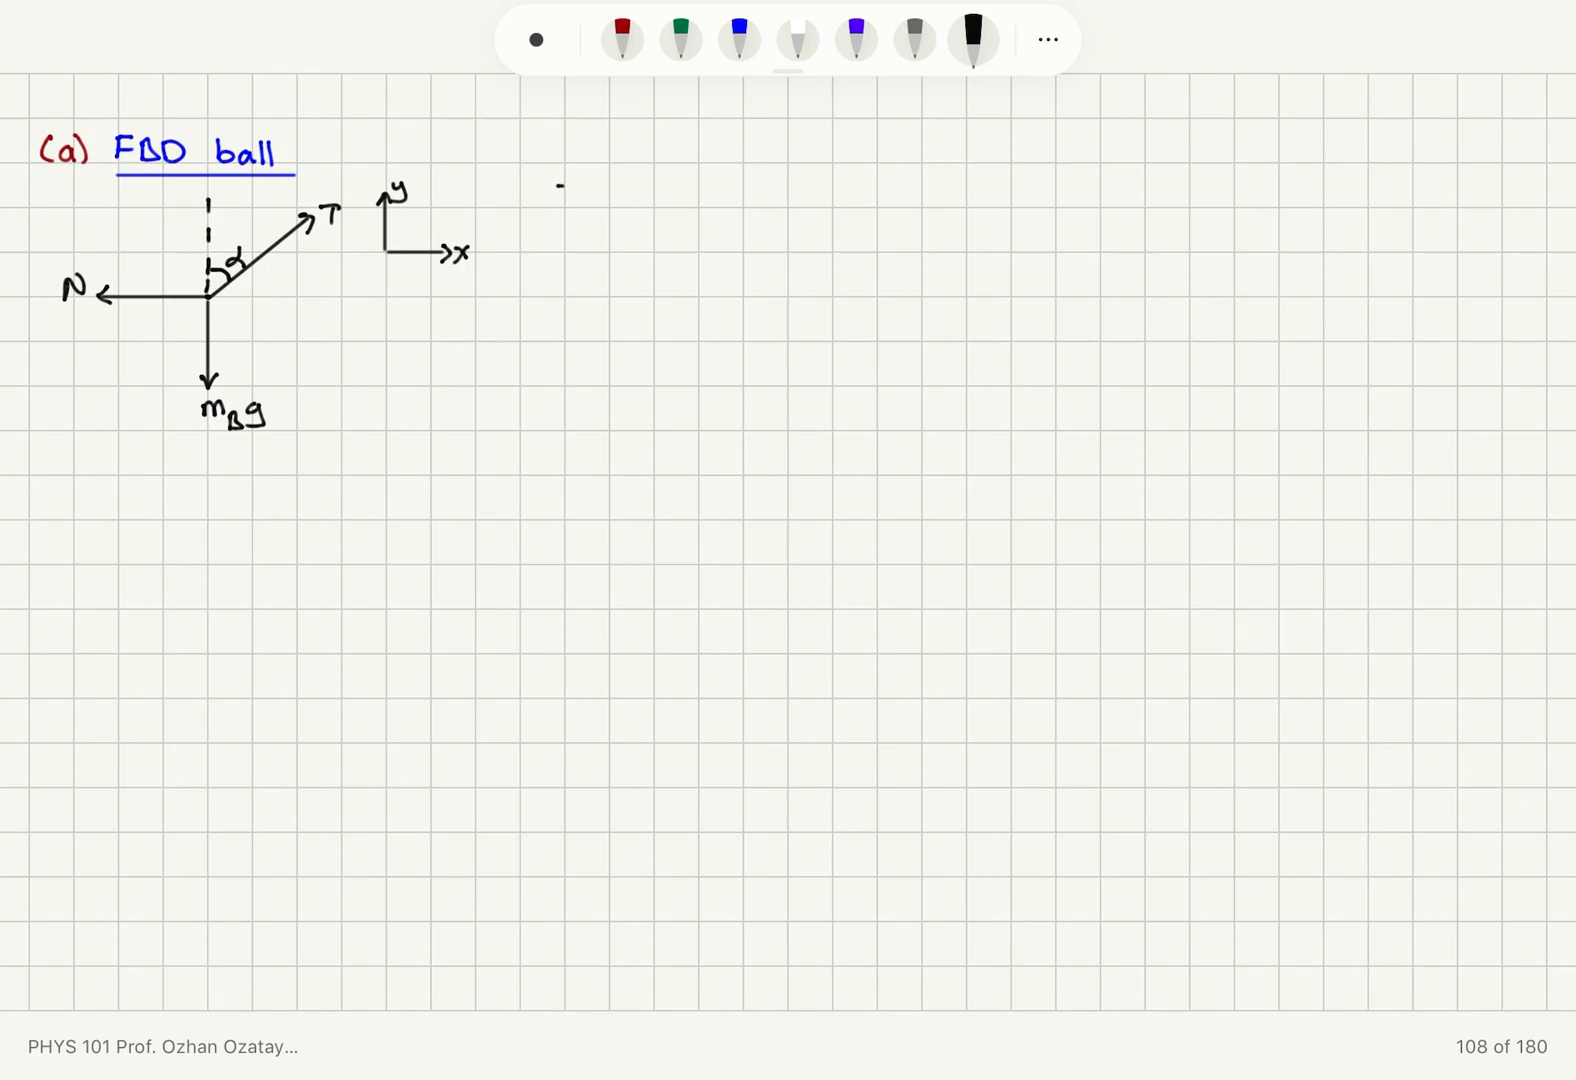 (a) FBD ball
y
T
α
x
N
m_B g
PHYS 101 Prof. Ozhan Ozatay...
108 of 180